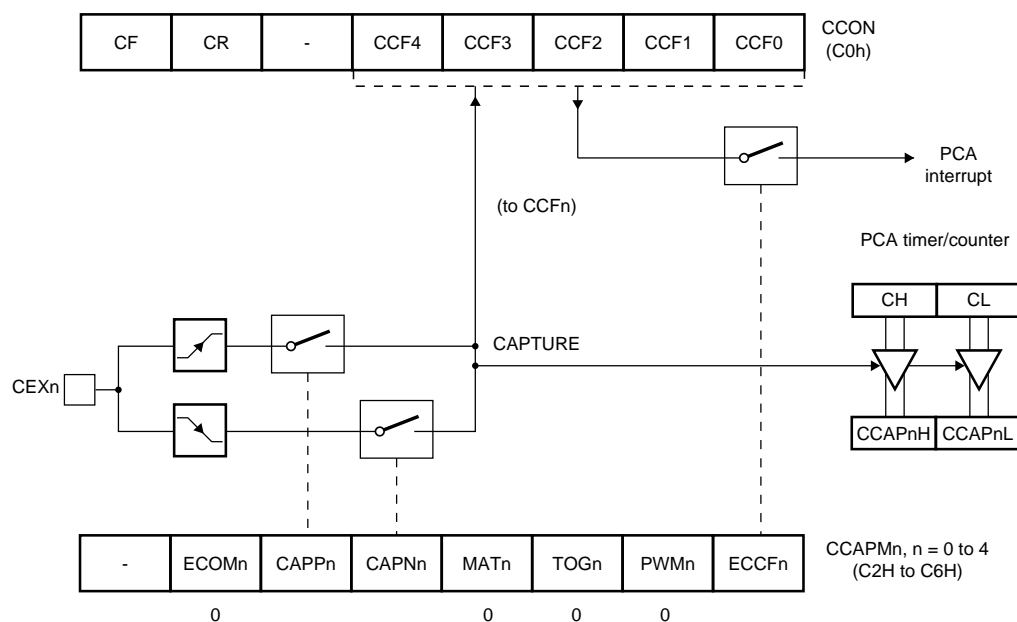 CF CR - CCF4 CCF3 CCF2 CCF1 CCF0
CCON
(C0h)
PCA
interrupt
(to CCFn)
PCA timer/counter
CH CL
CAPTURE
CEXn
CCAPnH CCAPnL
- ECOMn CAPPn CAPNn MATn TOGn PWMn ECCFn
CCAPMn, n = 0 to 4
(C2H to C6H)
0 0 0 0